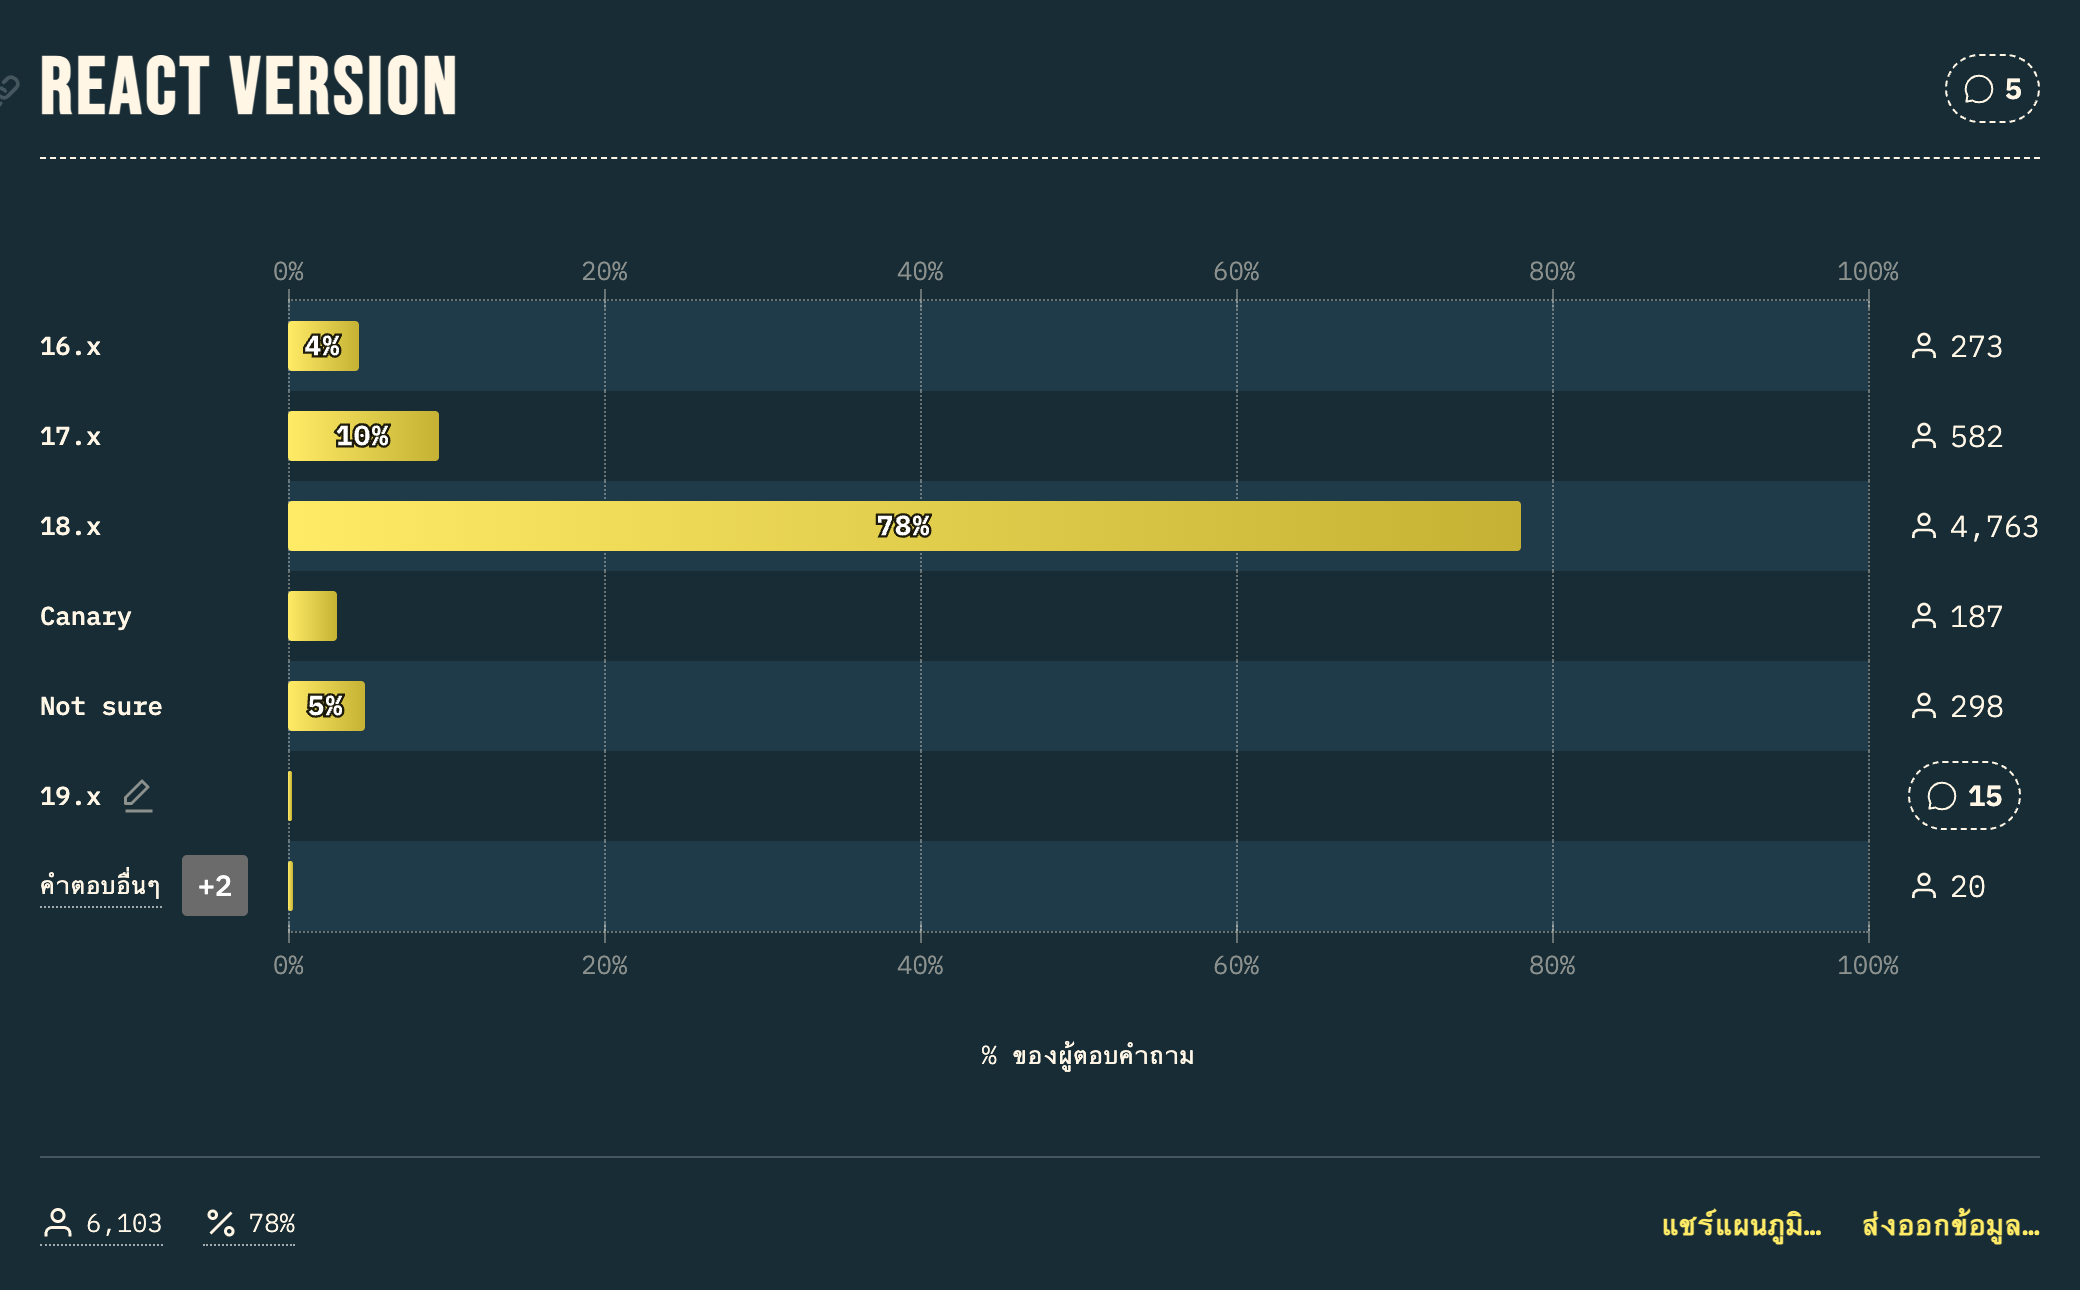 REACT VERSION
5
0% 20% 40% 60% 80% 100%
16.x 4% 273
17.x 10% 582
18.x 78% 4,763
Canary 187
Not sure 5% 298
19.x 15
คำตอบอื่นๆ +2 20
0% 20% 40% 60% 80% 100%
% ของผู้ตอบคำถาม
6,103 78% แชร์แผนภูมิ… ส่งออกข้อมูล…